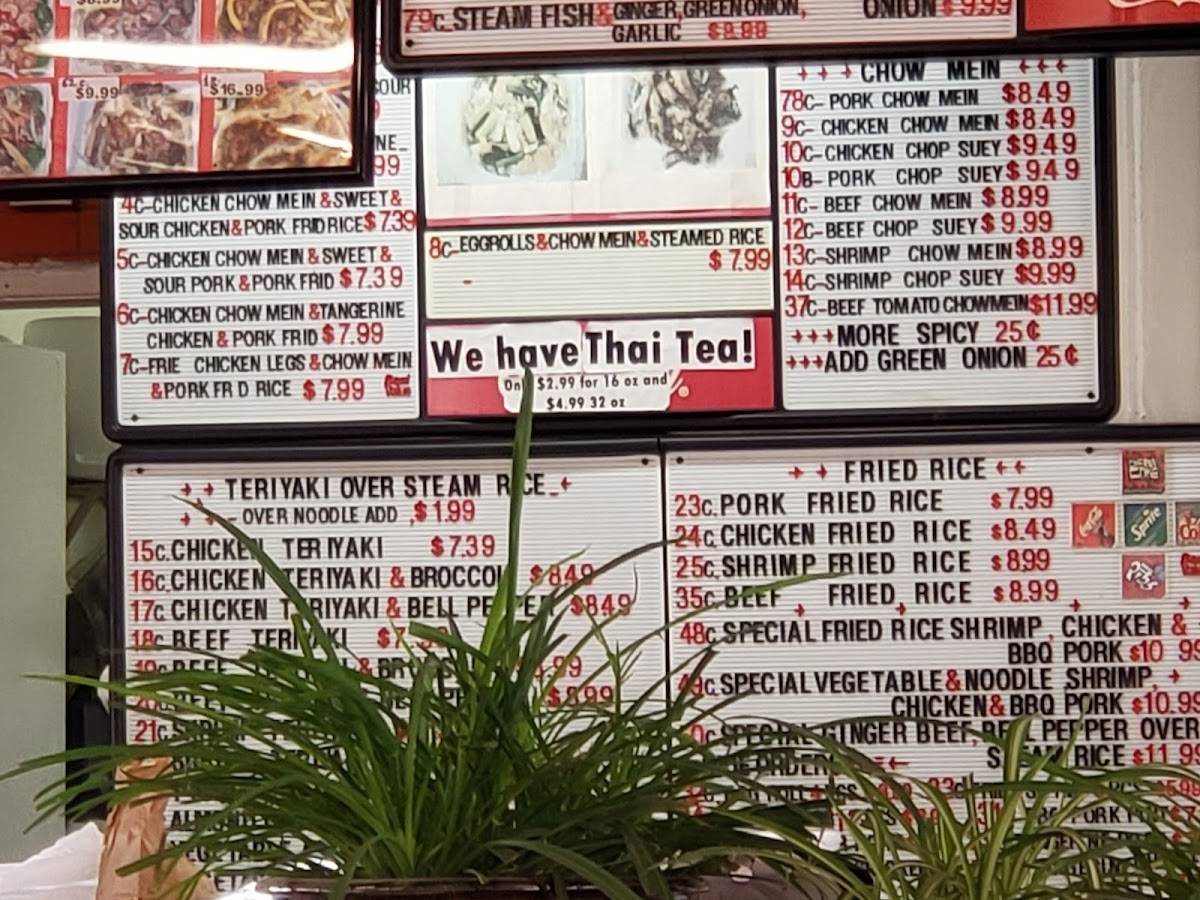 $9.99
$16.99
79C. STEAM FISH & GINGER, GREEN ONION,
GARLIC $9.99
ONION $9.99
OUR
NE
99
4C-CHICKEN CHOW MEIN & SWEET &
SOUR CHICKEN & PORK FRID RICE $7.39
5C-CHICKEN CHOW MEIN & SWEET &
SOUR PORK & PORK FRID $7.39
6C-CHICKEN CHOW MEIN & TANGERINE
CHICKEN & PORK FRID $7.99
7C-FRIE CHICKEN LEGS & CHOW MEIN
& PORK FR D RICE $7.99
8C-EGGROLLS & CHOW MEIN & STEAMED RICE
$7.99
We have Thai Tea!
$2.99 for 16 oz and
$4.99 32 oz
CHOW MEIN
78C- PORK CHOW MEIN $8.49
9C- CHICKEN CHOW MEIN $8.49
10C-CHICKEN CHOP SUEY $9.49
10B- PORK CHOP SUEY $9.49
11C- BEEF CHOW MEIN $8.99
12C-BEEF CHOP SUEY $9.99
13C-SHRIMP CHOW MEIN $8.99
14C-SHRIMP CHOP SUEY $9.99
37C-BEEF TOMATO CHOWMEIN $11.99
MORE SPICY 25¢
ADD GREEN ONION 25¢
TERIYAKI OVER STEAM RICE
OVER NOODLE ADD $1.99
15C. CHICKEN TERIYAKI $7.39
16C. CHICKEN TERIYAKI & BROCCOLI $8.49
17C. CHICKEN TERIYAKI & BELL PEPPER $8.49
18C. BEEF TERIYAKI
BEEF
$9.99
21C.
FRIED RICE
23C. PORK FRIED RICE $7.99
24C. CHICKEN FRIED RICE $8.49
25C. SHRIMP FRIED RICE $8.99
35C. BEEF FRIED RICE $8.99
Coca-Cola
Sprite
48C. SPECIAL FRIED RICE SHRIMP, CHICKEN &
BBQ PORK $10 99
49C. SPECIAL VEGETABLE & NOODLE SHRIMP,
CHICKEN & BBQ PORK $10.99
SPECIAL GINGER BEEF, BELL PEPPER OVER
STEAM RICE $11 99